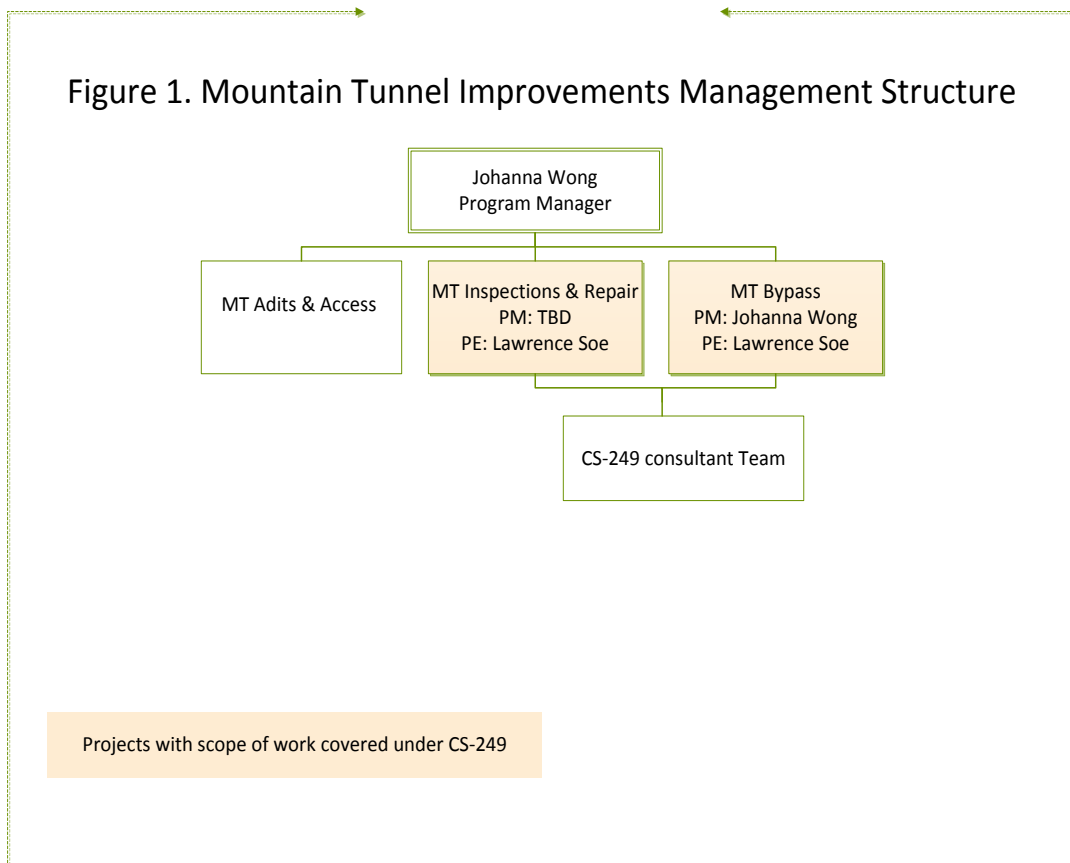 Figure 1. Mountain Tunnel Improvements Management Structure
Johanna Wong
Program Manager
MT Adits & Access
MT Inspections & Repair
PM: TBD
PE: Lawrence Soe
MT Bypass
PM: Johanna Wong
PE: Lawrence Soe
CS-249 consultant Team
Projects with scope of work covered under CS-249